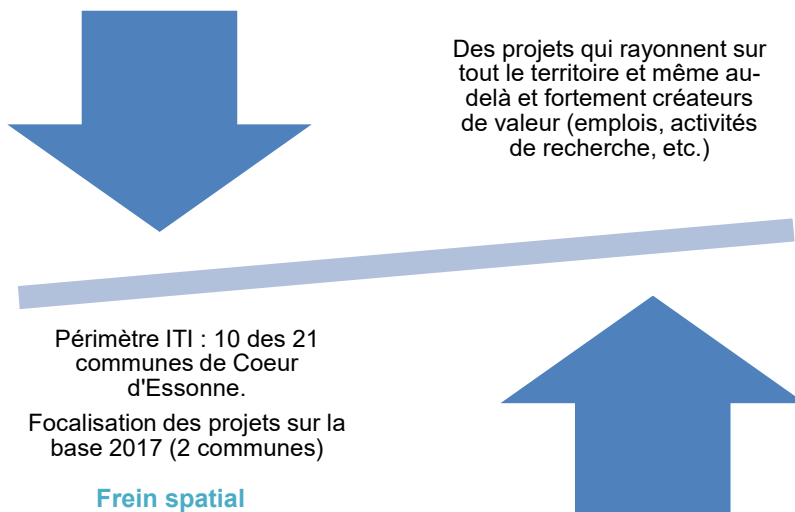 Des projets qui rayonnent sur
tout le territoire et même au-
delà et fortement créateurs
de valeur (emplois, activités
de recherche, etc.)
Périmètre ITI : 10 des 21
communes de Coeur
d'Essonne.
Focalisation des projets sur la
base 2017 (2 communes)
Frein spatial